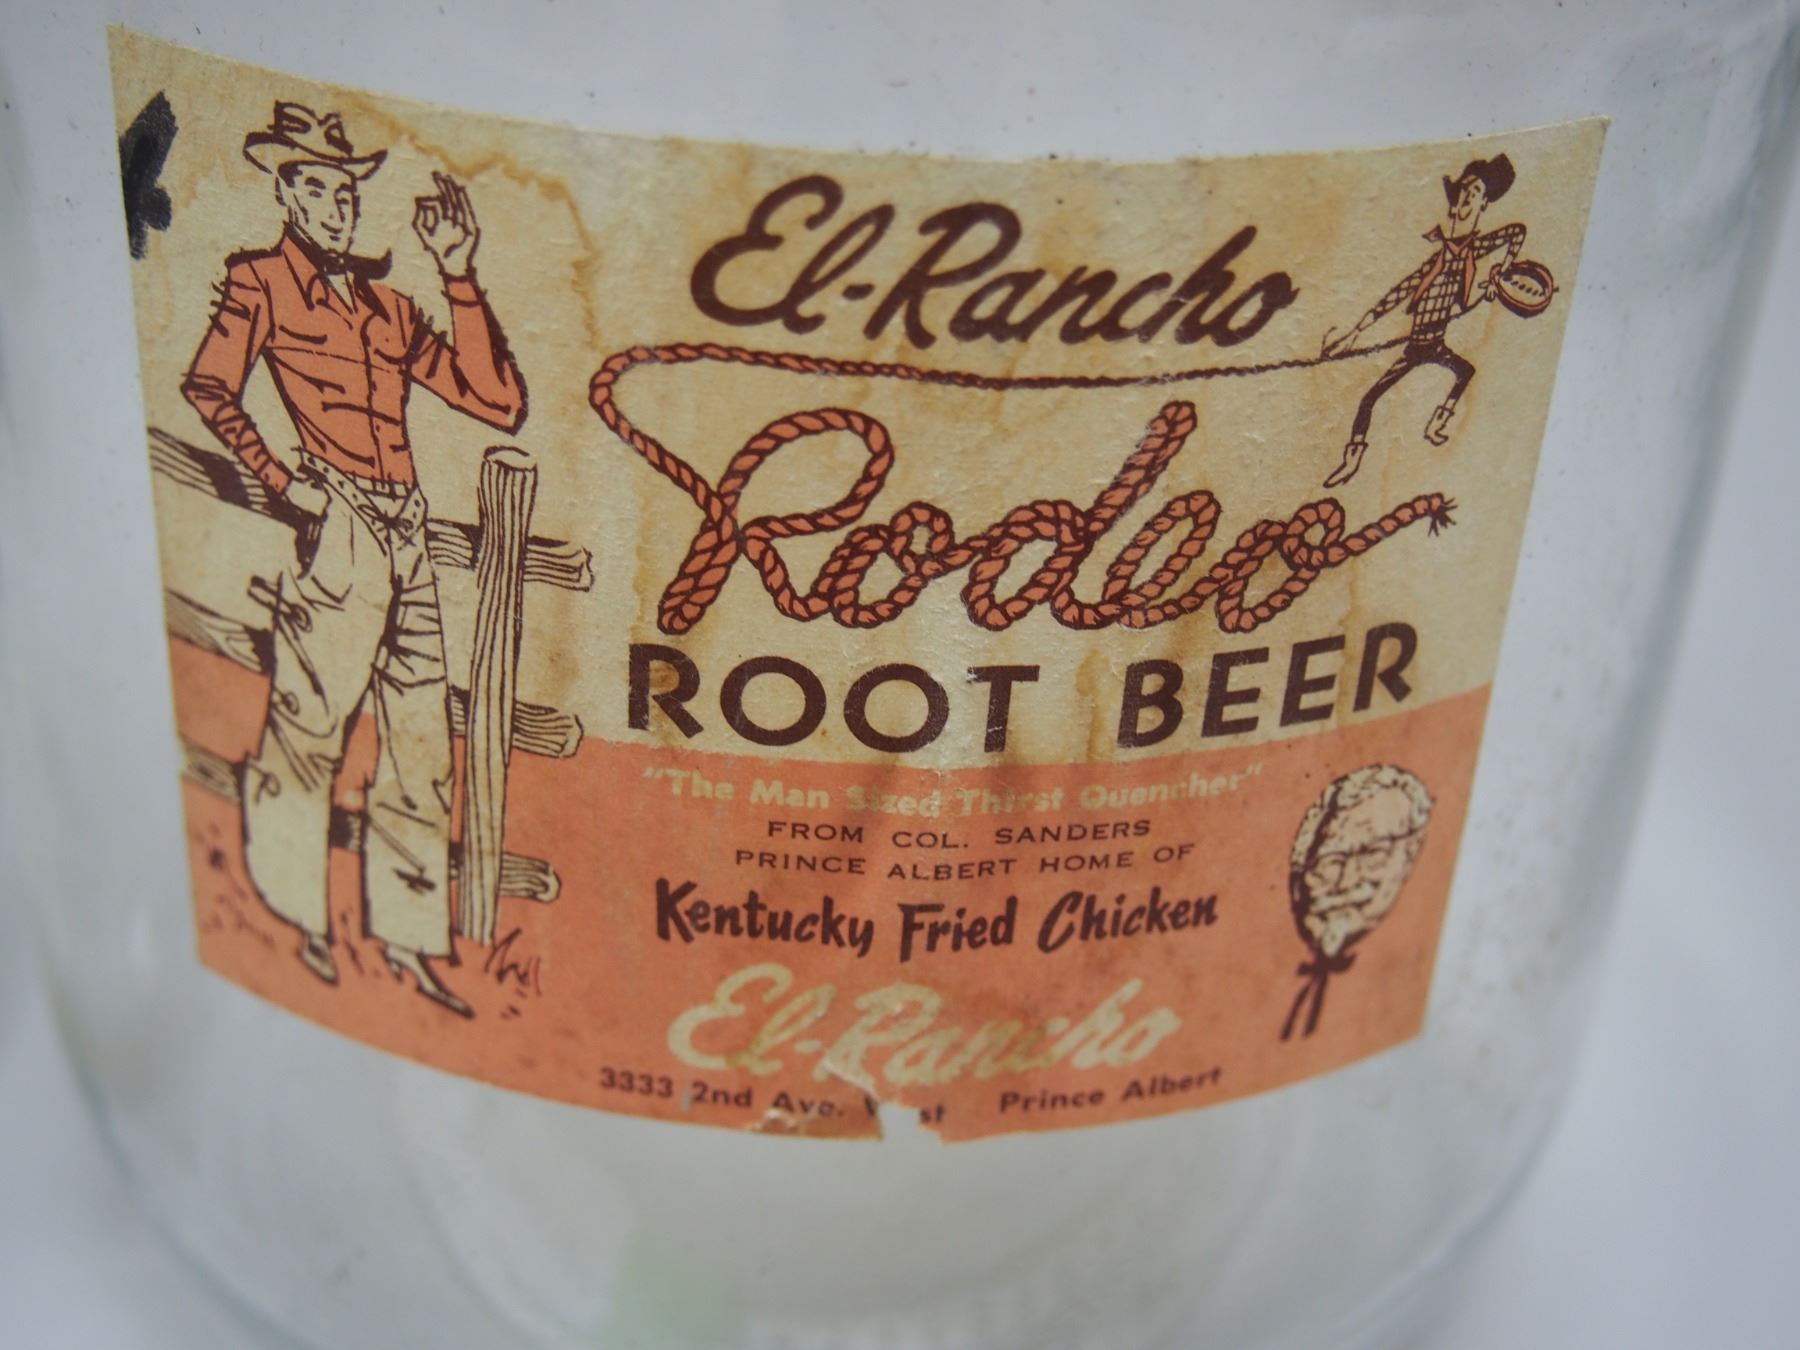 El-Rancho
Rodeo
ROOT BEER
"The Man Sized Thirst Quencher"
FROM COL. SANDERS
PRINCE ALBERT HOME OF
Kentucky Fried Chicken
El-Rancho
3333 2nd Ave. Prince Albert